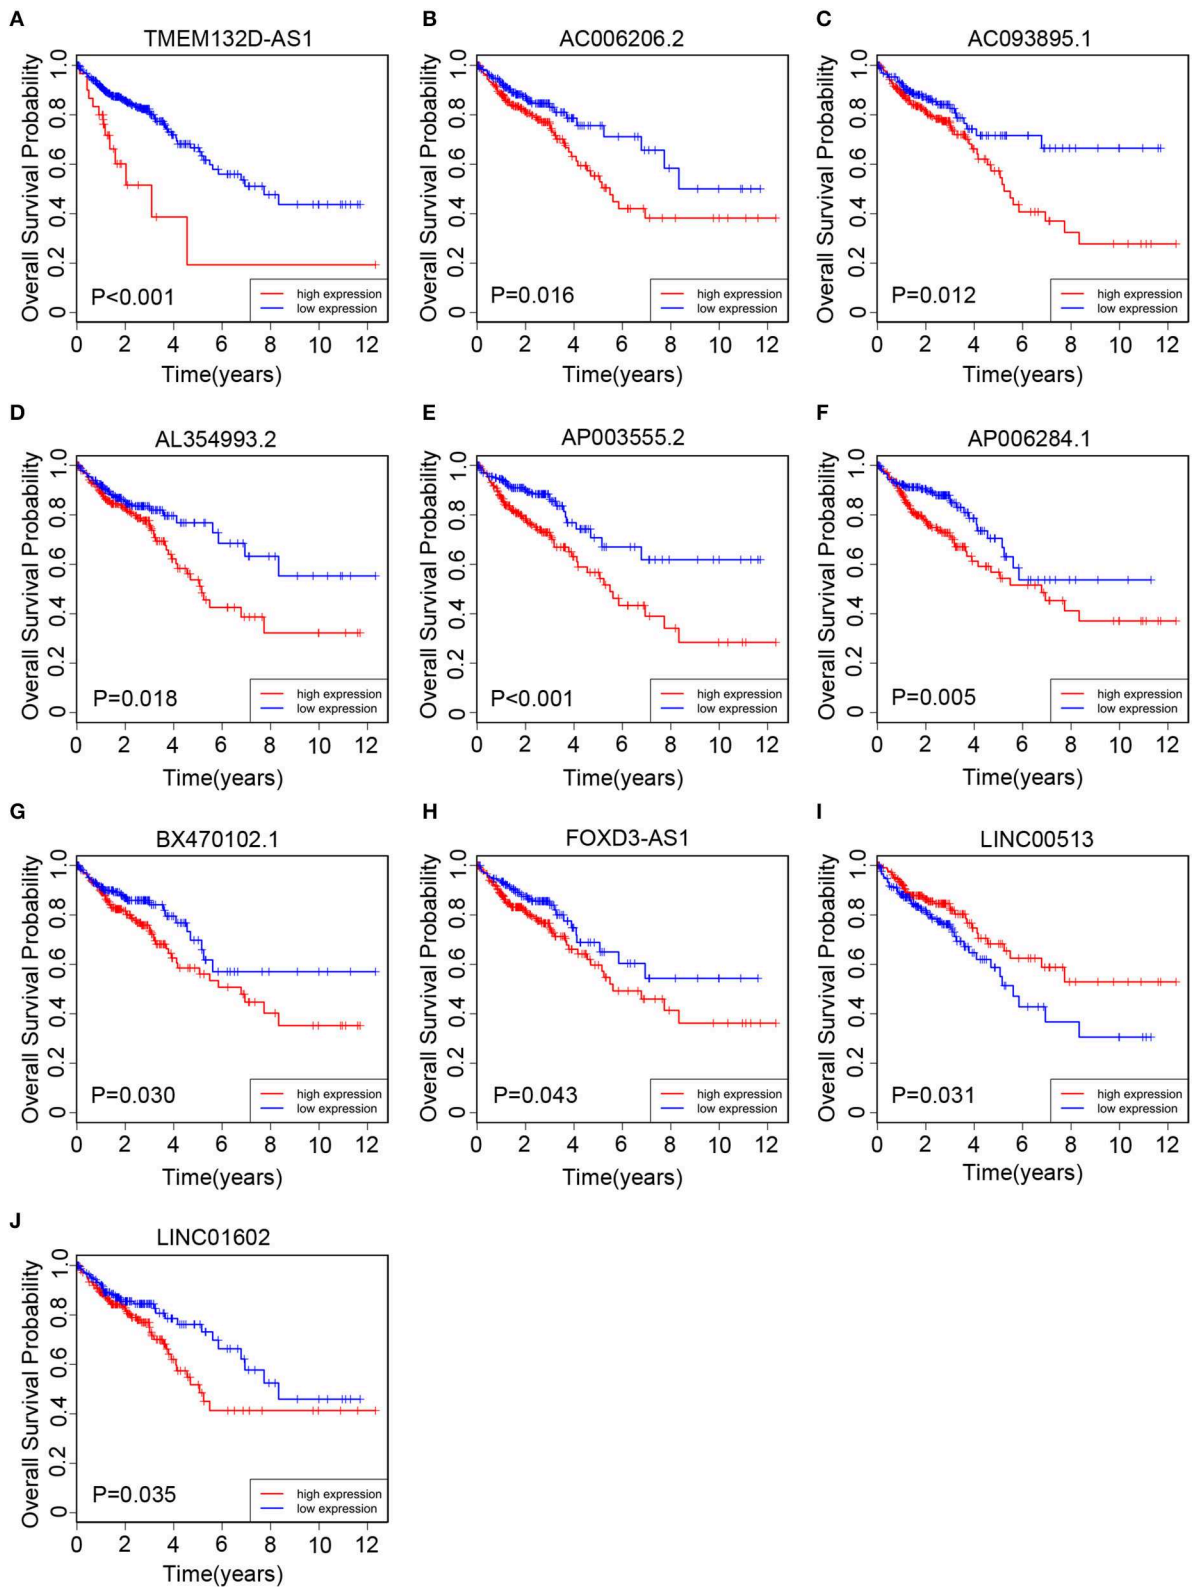 A
TMEM132D-AS1
Overall Survival Probability
1.0
0.8
0.6
0.4
0.2
0
P<0.001
high expression
low expression
0 2 4 6 8 10 12
Time(years)
B
AC006206.2
Overall Survival Probability
1.0
0.8
0.6
0.4
0.2
0
P=0.016
high expression
low expression
0 2 4 6 8 10 12
Time(years)
C
AC093895.1
Overall Survival Probability
1.0
0.8
0.6
0.4
0.2
0
P=0.012
high expression
low expression
0 2 4 6 8 10 12
Time(years)
D
AL354993.2
Overall Survival Probability
1.0
0.8
0.6
0.4
0.2
0
P=0.018
high expression
low expression
0 2 4 6 8 10 12
Time(years)
E
AP003555.2
Overall Survival Probability
1.0
0.8
0.6
0.4
0.2
0
P<0.001
high expression
low expression
0 2 4 6 8 10 12
Time(years)
F
AP006284.1
Overall Survival Probability
1.0
0.8
0.6
0.4
0.2
0
P=0.005
high expression
low expression
0 2 4 6 8 10 12
Time(years)
G
BX470102.1
Overall Survival Probability
1.0
0.8
0.6
0.4
0.2
0
P=0.030
high expression
low expression
0 2 4 6 8 10 12
Time(years)
H
FOXD3-AS1
Overall Survival Probability
1.0
0.8
0.6
0.4
0.2
0
P=0.043
high expression
low expression
0 2 4 6 8 10 12
Time(years)
I
LINC00513
Overall Survival Probability
1.0
0.8
0.6
0.4
0.2
0
P=0.031
high expression
low expression
0 2 4 6 8 10 12
Time(years)
J
LINC01602
Overall Survival Probability
1.0
0.8
0.6
0.4
0.2
0
P=0.035
high expression
low expression
0 2 4 6 8 10 12
Time(years)